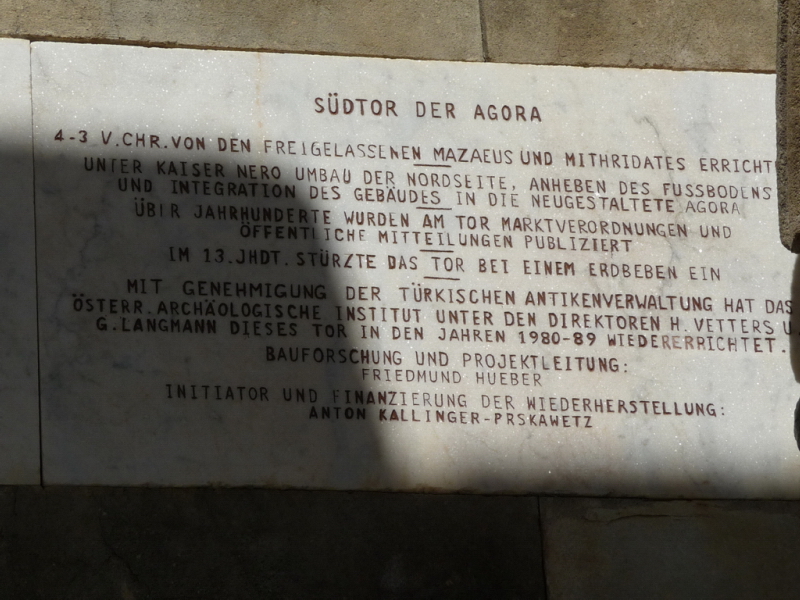 SÜDTOR DER AGORA
4-3 V.CHR. VON DEN FREIGELASSENEN MAZAEUS UND MITHRIDATES ERRICHT
UNTER KAISER NERO UMBAU DER NORDSEITE, ANHEBEN DES FUSSBODENS
UND INTEGRATION DES GEBÄUDES IN DIE NEUGESTALTETE AGORA
ÜBER JAHRHUNDERTE WURDEN AM TOR MARKTVERORDNUNGEN UND
ÖFFENTLICHE MITTEILUNGEN PUBLIZIERT
IM 13.JHDT. STÜRZTE DAS TOR BEI EINEM ERDBEBEN EIN
MIT GENEHMIGUNG DER TÜRKISCHEN ANTIKENVERWALTUNG HAT DAS
ÖSTERR. ARCHÄOLOGISCHE INSTITUT UNTER DEN DIREKTOREN H. VETTERS U
G. LANGMANN DIESES TOR IN DEN JAHREN 1980-89 WIEDERERRICHTET.
BAUFORSCHUNG UND PROJEKTLEITUNG:
FRIEDMUND HUEBER
INITIATOR UND FINANZIERUNG DER WIEDERHERSTELLUNG:
ANTON KALLINGER-PRSKAWETZ